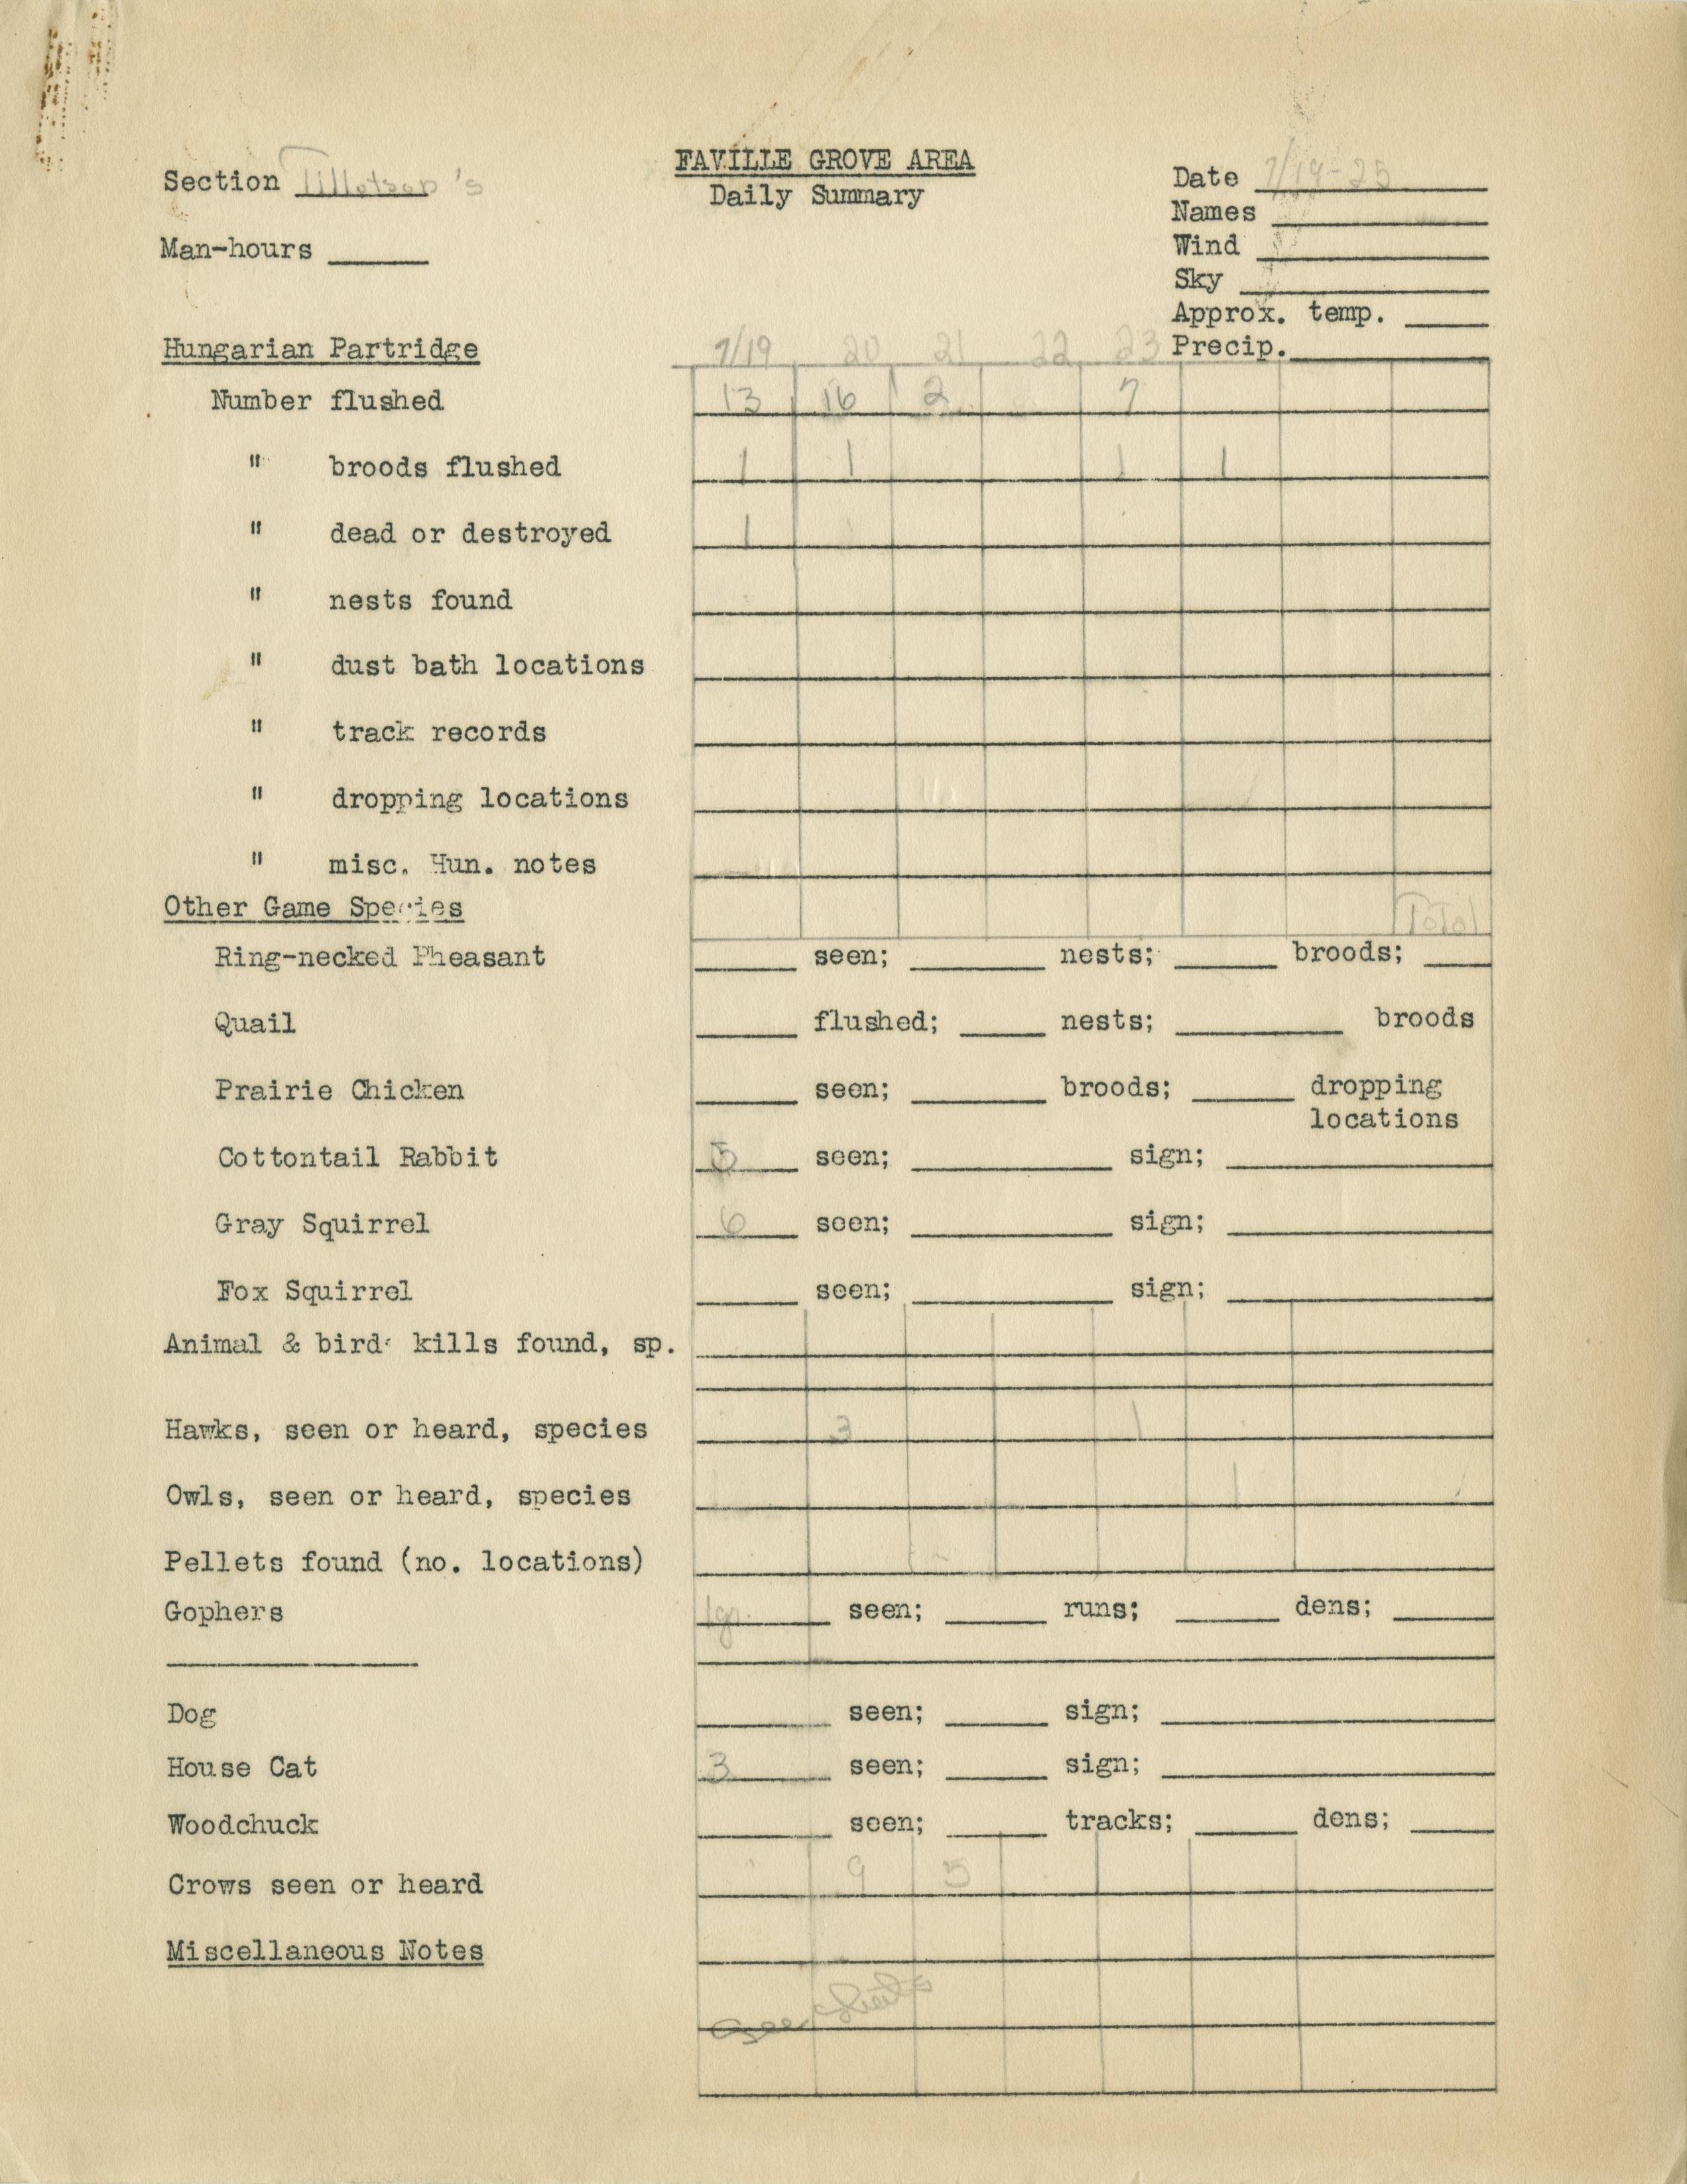 FAVILLE GROVE AREA
Daily Summary
Section Tillotson's
Man-hours
Date 7/19-25
Names
Wind
Sky
Approx. temp.
Precip.
Hungarian Partridge 7/19 20 21 22 23
Number flushed 13 16 2 7
" broods flushed 1 1 1 1
" dead or destroyed 1
" nests found
" dust bath locations
" track records
" dropping locations
" misc. Hun. notes
Other Game Species Total
Ring-necked Pheasant seen; nests; broods;
Quail flushed; nests; broods
Prairie Chicken seen; broods; dropping
locations
Cottontail Rabbit 5 seen; sign;
Gray Squirrel 6 seen; sign;
Fox Squirrel seen; sign;
Animal & bird kills found, sp.
Hawks, seen or heard, species 3 1
Owls, seen or heard, species 1
Pellets found (no. locations)
Gophers 1 gr. seen; runs; dens;
Dog seen; sign;
House Cat 3 seen; sign;
Woodchuck seen; tracks; dens;
Crows seen or heard 9 5
Miscellaneous Notes
See sheets